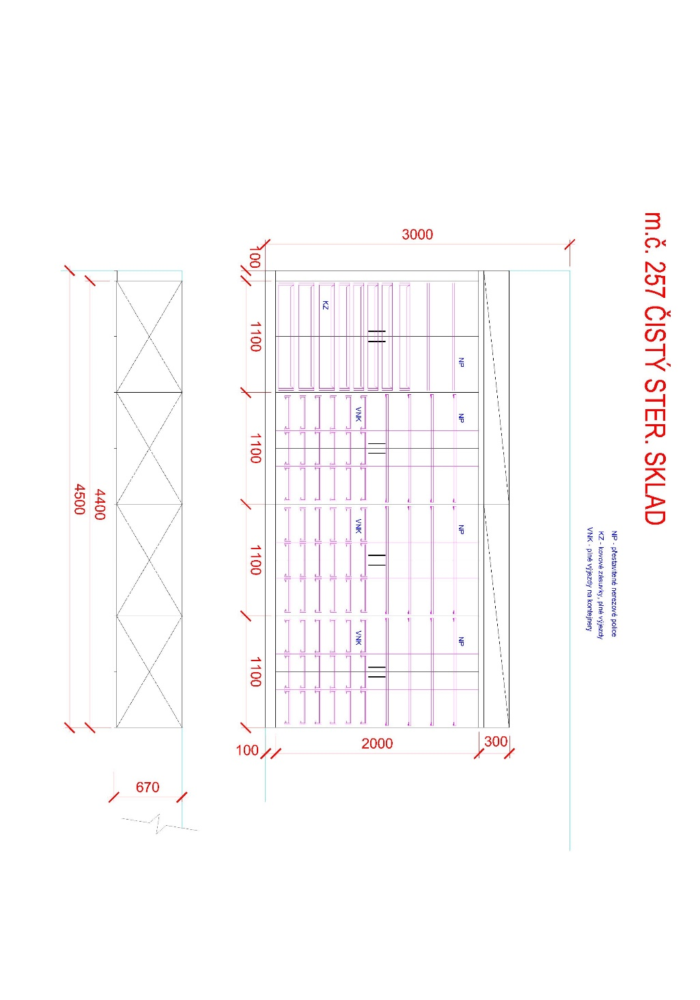 m.č. 257 ČISTÝ STER. SKLAD
NP - přestavitené nerezové police
KZ - kovové zásuvky, plné výjezdy
VNK - plné výjezdy na kontejnery
300
NP NP NP NP
3000
2000
VNK VNK VNK
KZ
100 1100 1100 1100 1100
100
670
4400
4500